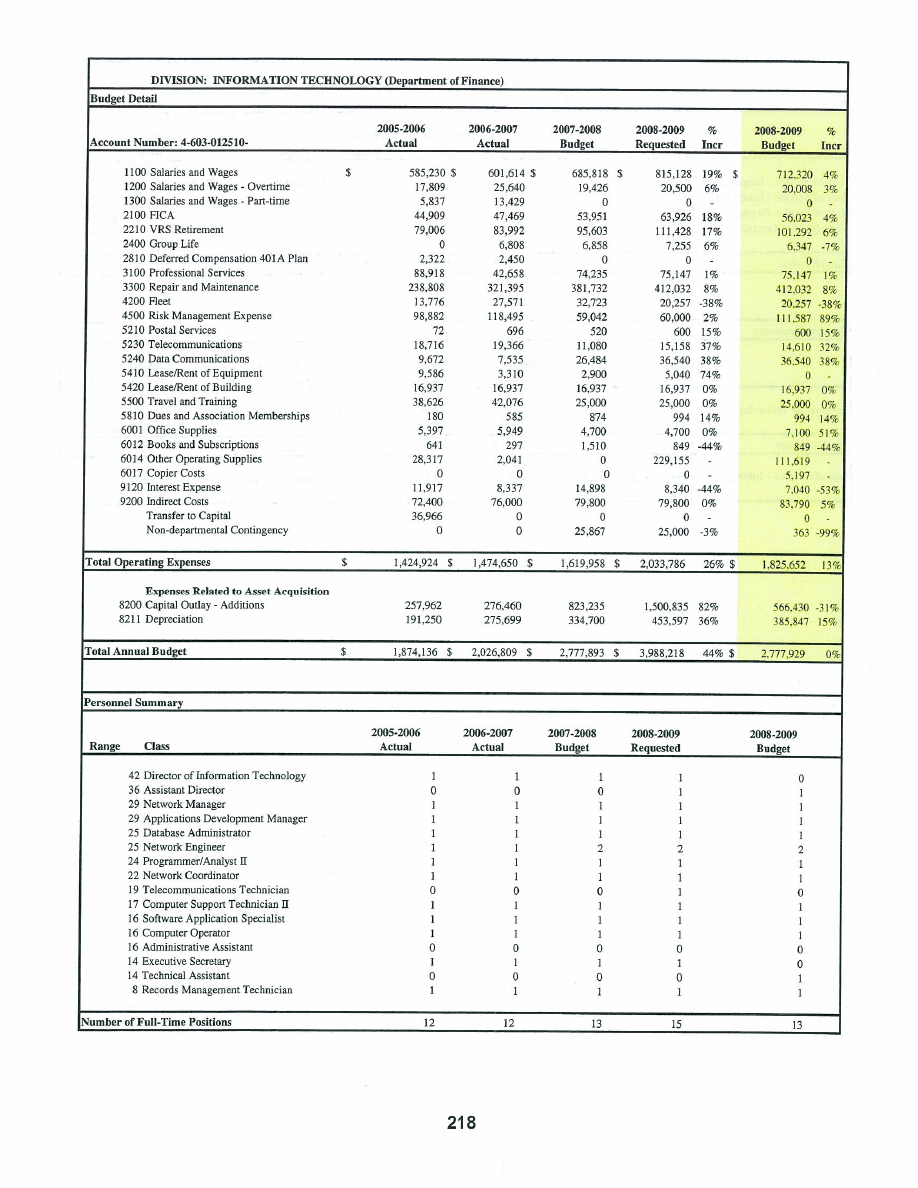 DIVISION: INFORMATION TECHNOLOGY (Department of Finance)
Budget Detail
2005-2006 2006-2007 2007-2008 2008-2009 % 2008-2009 %
Account Number: 4-603-012510- Actual Actual Budget Requested Incr Budget Incr
1100 Salaries and Wages $ 585,230 $ 601,614 $ 685,818 $ 815,128 19% $ 712,320 4%
1200 Salaries and Wages - Overtime 17,809 25,640 19,426 20,500 6% 20,008 3%
1300 Salaries and Wages - Part-time 5,837 13,429 0 0 - 0 -
2100 FICA 44,909 47,469 53,951 63,926 18% 56,023 4%
2210 VRS Retirement 79,006 83,992 95,603 111,428 17% 101,292 6%
2400 Group Life 0 6,808 6,858 7,255 6% 6,347 -7%
2810 Deferred Compensation 401A Plan 2,322 2,450 0 0 - 0 -
3100 Professional Services 88,918 42,658 74,235 75,147 1% 75,147 1%
3300 Repair and Maintenance 238,808 321,395 381,732 412,032 8% 412,032 8%
4200 Fleet 13,776 27,571 32,723 20,257 -38% 20,257 -38%
4500 Risk Management Expense 98,882 118,495 59,042 60,000 2% 111,587 89%
5210 Postal Services 72 696 520 600 15% 600 15%
5230 Telecommunications 18,716 19,366 11,080 15,158 37% 14,610 32%
5240 Data Communications 9,672 7,535 26,484 36,540 38% 36,540 38%
5410 Lease/Rent of Equipment 9,586 3,310 2,900 5,040 74% 0 -
5420 Lease/Rent of Building 16,937 16,937 16,937 16,937 0% 16,937 0%
5500 Travel and Training 38,626 42,076 25,000 25,000 0% 25,000 0%
5810 Dues and Association Memberships 180 585 874 994 14% 994 14%
6001 Office Supplies 5,397 5,949 4,700 4,700 0% 7,100 51%
6012 Books and Subscriptions 641 297 1,510 849 -44% 849 -44%
6014 Other Operating Supplies 28,317 2,041 0 229,155 - 111,619 -
6017 Copier Costs 0 0 0 0 - 5,197 -
9120 Interest Expense 11,917 8,337 14,898 8,340 -44% 7,040 -53%
9200 Indirect Costs 72,400 76,000 79,800 79,800 0% 83,790 5%
Transfer to Capital 36,966 0 0 0 - 0 -
Non-departmental Contingency 0 0 25,867 25,000 -3% 363 -99%
Total Operating Expenses $ 1,424,924 $ 1,474,650 $ 1,619,958 $ 2,033,786 26% $ 1,825,652 13%
Expenses Related to Asset Acquisition
8200 Capital Outlay - Additions 257,962 276,460 823,235 1,500,835 82% 566,430 -31%
8211 Depreciation 191,250 275,699 334,700 453,597 36% 385,847 15%
Total Annual Budget $ 1,874,136 $ 2,026,809 $ 2,777,893 $ 3,988,218 44% $ 2,777,929 0%
Personnel Summary
2005-2006 2006-2007 2007-2008 2008-2009 2008-2009
Range Class Actual Actual Budget Requested Budget
42 Director of Information Technology 1 1 1 1 0
36 Assistant Director 0 0 0 1 1
29 Network Manager 1 1 1 1 1
29 Applications Development Manager 1 1 1 1 1
25 Database Administrator 1 1 1 1 1
25 Network Engineer 1 1 2 2 2
24 Programmer/Analyst II 1 1 1 1 1
22 Network Coordinator 1 1 1 1 1
19 Telecommunications Technician 0 0 0 1 0
17 Computer Support Technician II 1 1 1 1 1
16 Software Application Specialist 1 1 1 1 1
16 Computer Operator 1 1 1 1 1
16 Administrative Assistant 0 0 0 0 0
14 Executive Secretary 1 1 1 1 0
14 Technical Assistant 0 0 0 0 1
8 Records Management Technician 1 1 1 1 1
Number of Full-Time Positions 12 12 13 15 13
218